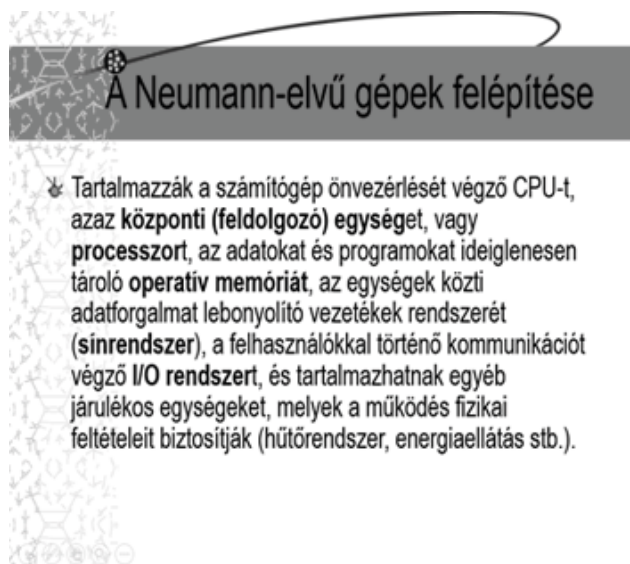 A Neumann-elvű gépek felépítése
Tartalmazzák a számítógép önvezérlését végző CPU-t,
azaz központi (feldolgozó) egységet, vagy
processzort, az adatokat és programokat ideiglenesen
tároló operatív memóriát, az egységek közti
adatforgalmat lebonyolító vezetékek rendszerét
(sínrendszer), a felhasználókkal történő kommunikációt
végző I/O rendszert, és tartalmazhatnak egyéb
járulékos egységeket, melyek a működés fizikai
feltételeit biztosítják (hűtőrendszer, energiaellátás stb.).